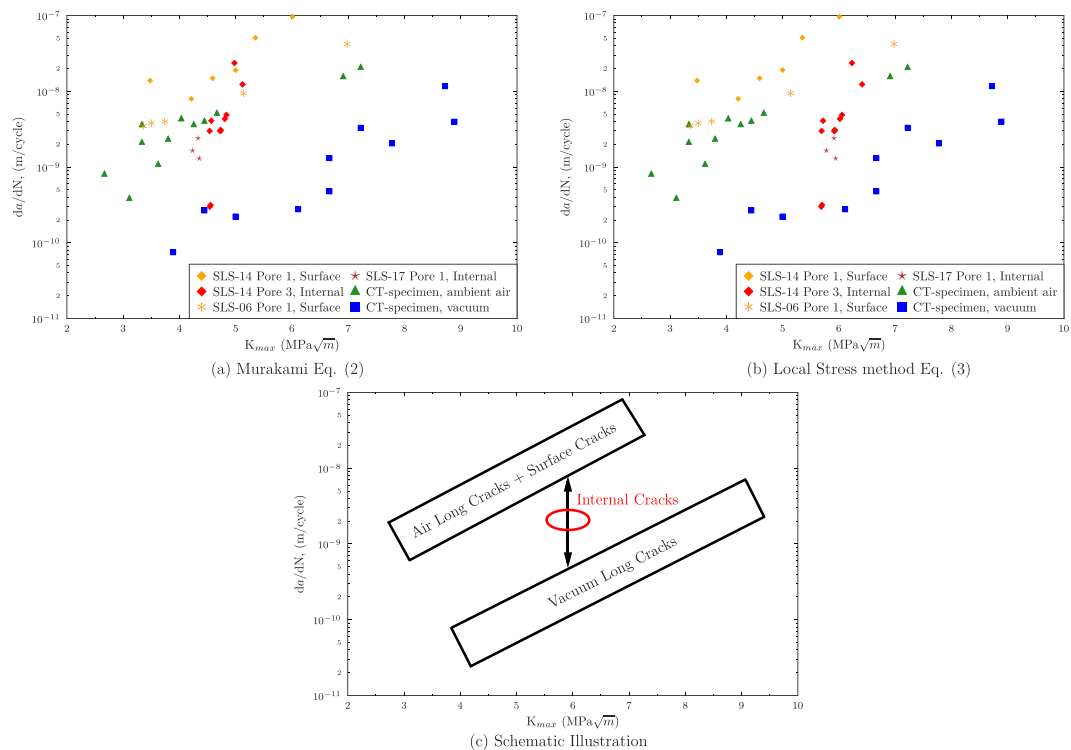 10⁻⁷
5
2
10⁻⁸
5
2
10⁻⁹
5
2
10⁻¹⁰
5
2
10⁻¹¹
da/dN, (m/cycle)
SLS-14 Pore 1, Surface
SLS-14 Pore 3, Internal
SLS-06 Pore 1, Surface
SLS-17 Pore 1, Internal
CT-specimen, ambient air
CT-specimen, vacuum
2 3 4 5 6 7 8 9 10
K_max (MPa√m)
(a) Murakami Eq. (2)
10⁻⁷
5
2
10⁻⁸
5
2
10⁻⁹
5
2
10⁻¹⁰
5
2
10⁻¹¹
da/dN, (m/cycle)
SLS-14 Pore 1, Surface
SLS-14 Pore 3, Internal
SLS-06 Pore 1, Surface
SLS-17 Pore 1, Internal
CT-specimen, ambient air
CT-specimen, vacuum
2 3 4 5 6 7 8 9 10
K_max (MPa√m)
(b) Local Stress method Eq. (3)
10⁻⁷
5
2
10⁻⁸
5
2
10⁻⁹
5
2
10⁻¹⁰
5
2
10⁻¹¹
da/dN, (m/cycle)
Air Long Cracks + Surface Cracks
Internal Cracks
Vacuum Long Cracks
2 3 4 5 6 7 8 9 10
K_max (MPa√m)
(c) Schematic Illustration